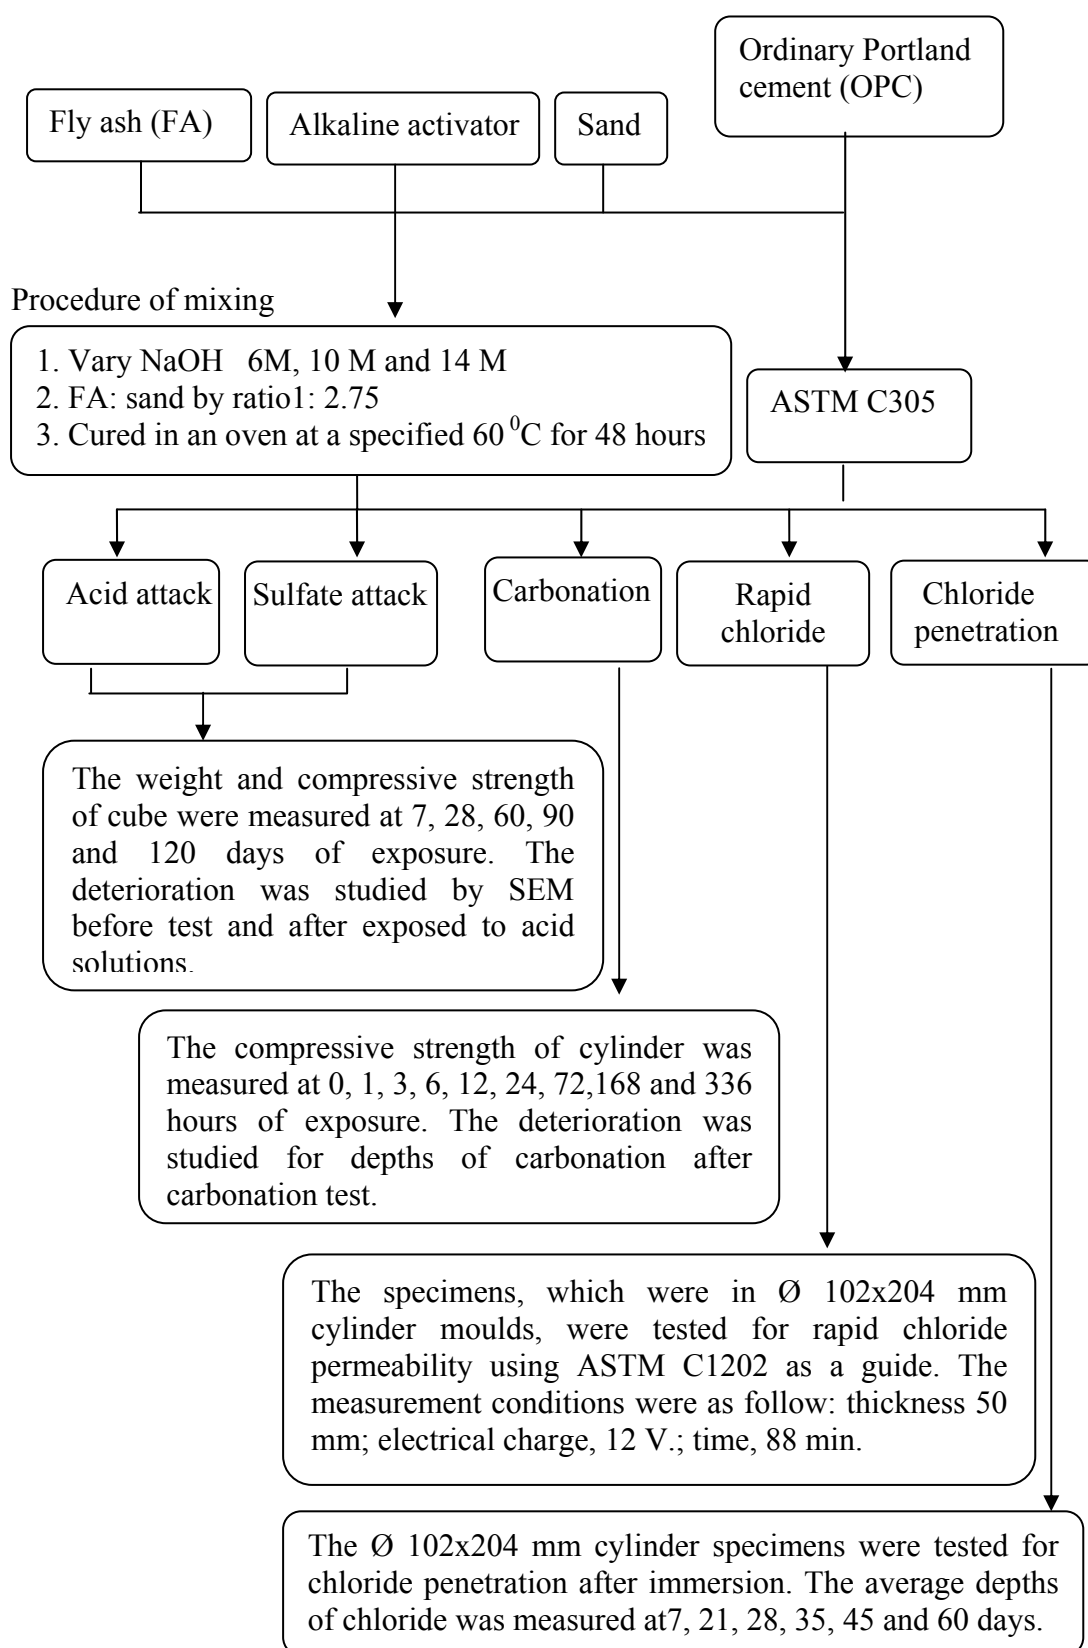 Ordinary Portland
cement (OPC)
Fly ash (FA)
Alkaline activator
Sand
Procedure of mixing
1. Vary NaOH 6M, 10 M and 14 M
2. FA: sand by ratio1: 2.75
3. Cured in an oven at a specified 60 ⁰C for 48 hours
ASTM C305
Acid attack
Sulfate attack
Carbonation
Rapid
chloride
Chloride
penetration
The weight and compressive strength
of cube were measured at 7, 28, 60, 90
and 120 days of exposure. The
deterioration was studied by SEM
before test and after exposed to acid
solutions.
The compressive strength of cylinder was
measured at 0, 1, 3, 6, 12, 24, 72,168 and 336
hours of exposure. The deterioration was
studied for depths of carbonation after
carbonation test.
The specimens, which were in Ø 102x204 mm
cylinder moulds, were tested for rapid chloride
permeability using ASTM C1202 as a guide. The
measurement conditions were as follow: thickness 50
mm; electrical charge, 12 V.; time, 88 min.
The Ø 102x204 mm cylinder specimens were tested for
chloride penetration after immersion. The average depths
of chloride was measured at7, 21, 28, 35, 45 and 60 days.